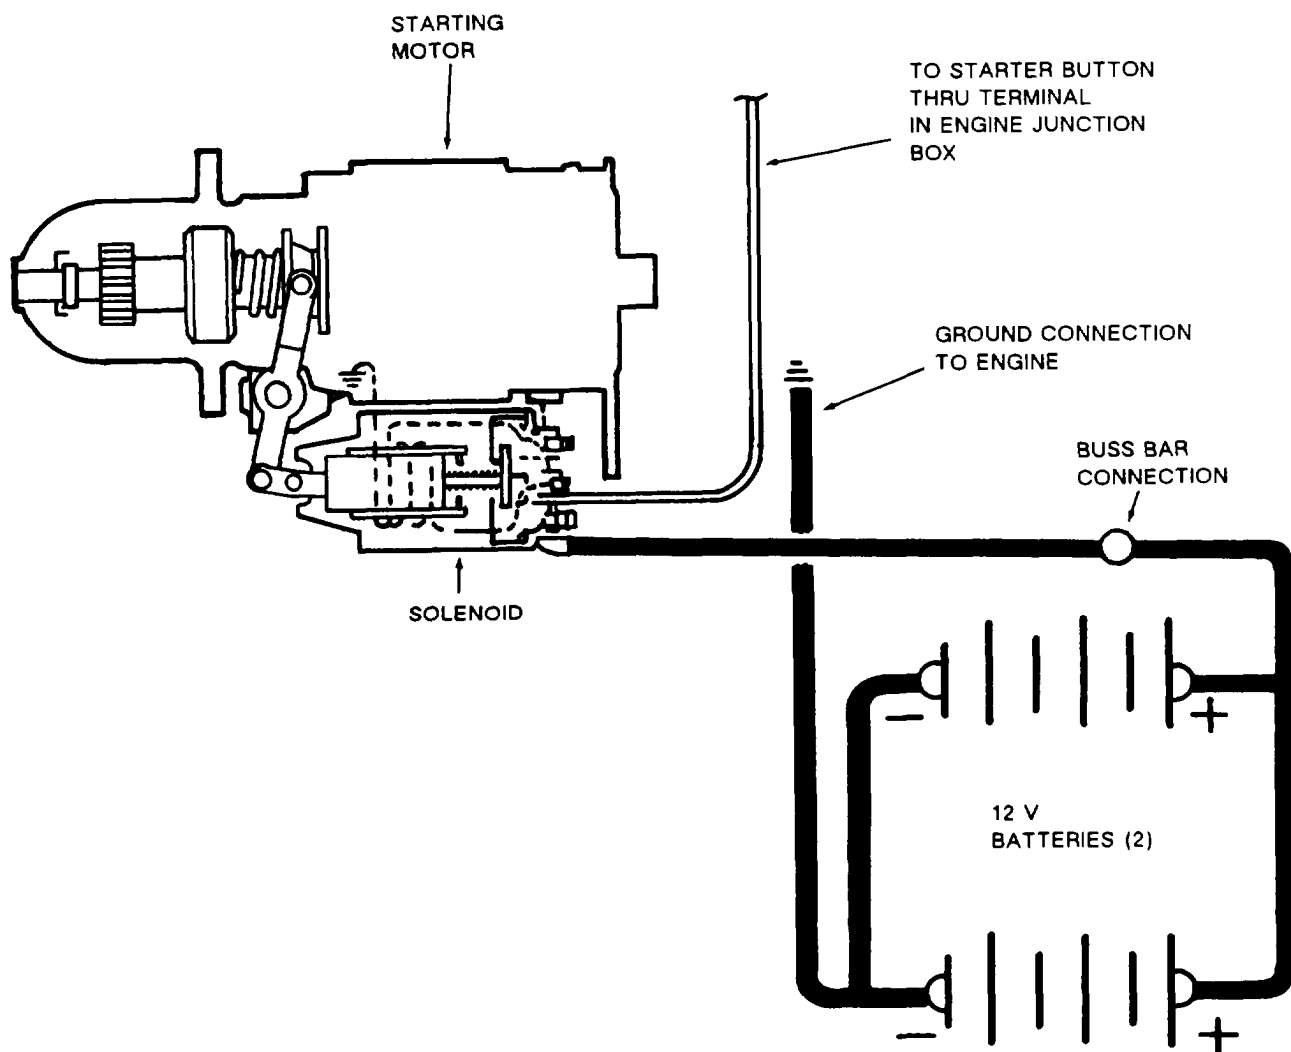 STARTING
MOTOR
TO STARTER BUTTON
THRU TERMINAL
IN ENGINE JUNCTION
BOX
GROUND CONNECTION
TO ENGINE
BUSS BAR
CONNECTION
SOLENOID
− +
12 V
BATTERIES (2)
− +